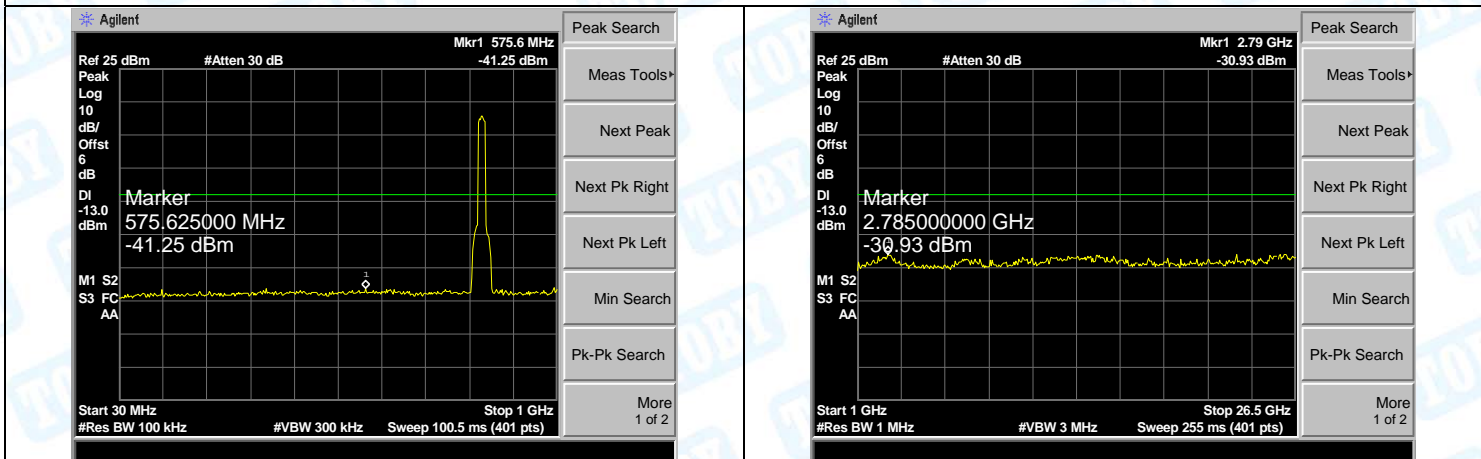 Agilent
Peak Search
Mkr1 575.6 MHz
Ref 25 dBm #Atten 30 dB -41.25 dBm
Peak
Log
10
dB/
Offst
6
dB
DI
-13.0
dBm
Marker
575.625000 MHz
-41.25 dBm
1
M1 S2
S3 FC
AA
Start 30 MHz Stop 1 GHz
#Res BW 100 kHz #VBW 300 kHz Sweep 100.5 ms (401 pts)
Meas Tools
Next Peak
Next Pk Right
Next Pk Left
Min Search
Pk-Pk Search
More
1 of 2
Agilent
Peak Search
Mkr1 2.79 GHz
Ref 25 dBm #Atten 30 dB -30.93 dBm
Peak
Log
10
dB/
Offst
6
dB
DI
-13.0
dBm
Marker
2.785000000 GHz
-30.93 dBm
M1 S2
S3 FC
AA
Start 1 GHz Stop 26.5 GHz
#Res BW 1 MHz #VBW 3 MHz Sweep 255 ms (401 pts)
Meas Tools
Next Peak
Next Pk Right
Next Pk Left
Min Search
Pk-Pk Search
More
1 of 2
TOBY
TOBY
TOBY
TOBY